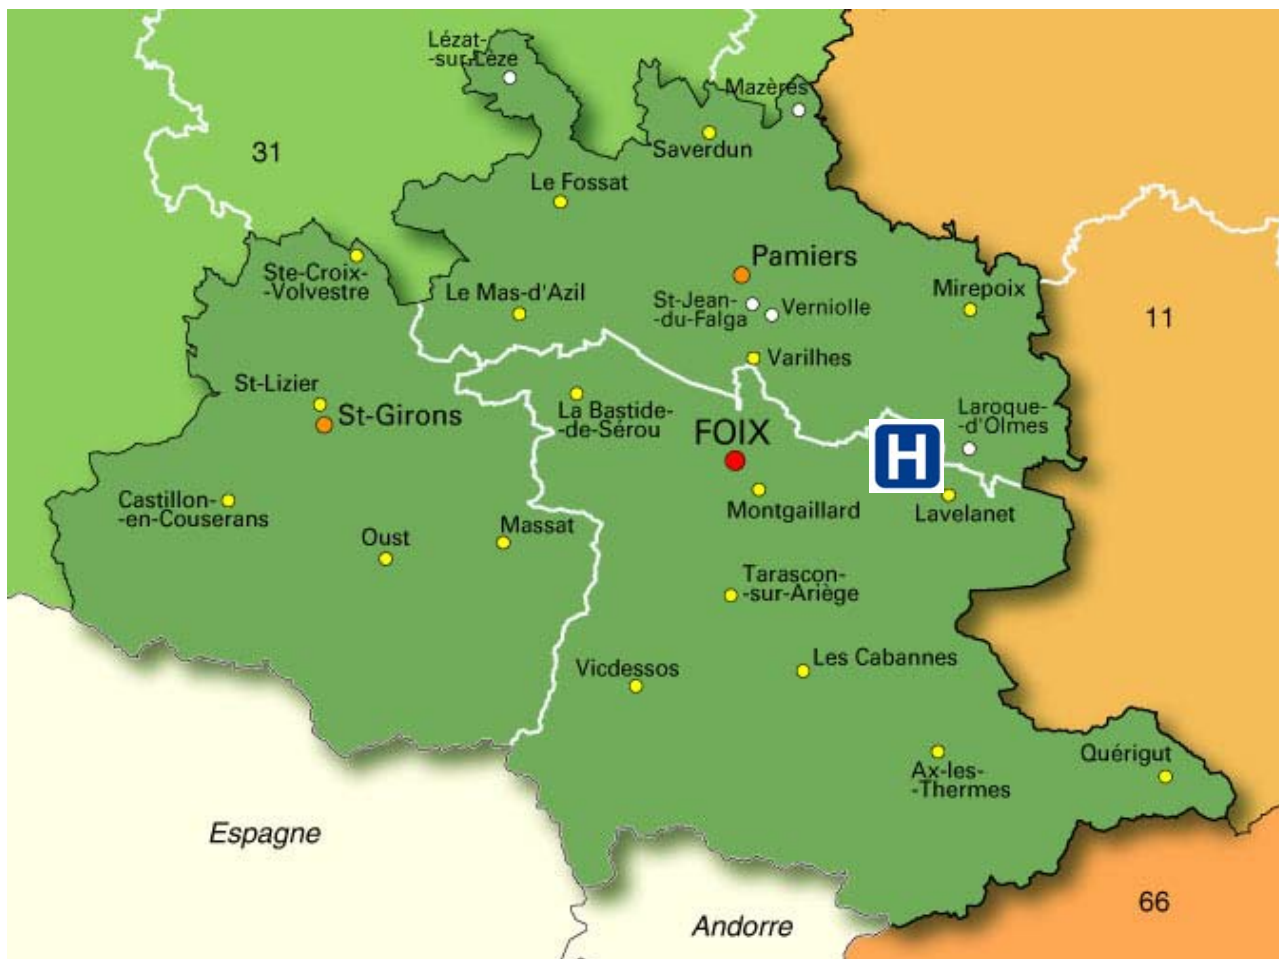 Lézat-
-sur-Lèze
Mazères
31
Saverdun
Le Fossat
Pamiers
Ste-Croix-
-Volvestre
Le Mas-d'Azil
St-Jean-
-du-Falga
Verniolle
Mirepoix
11
Varilhes
St-Lizier
St-Girons
La Bastide-
-de-Sérou
FOIX
Laroque-
-d'Olmes
H
Castillon-
-en-Couserans
Montgaillard
Lavelanet
Oust
Massat
Tarascon-
-sur-Ariège
Vicdessos
Les Cabannes
Quérigut
Ax-les-
-Thermes
Espagne
66
Andorre